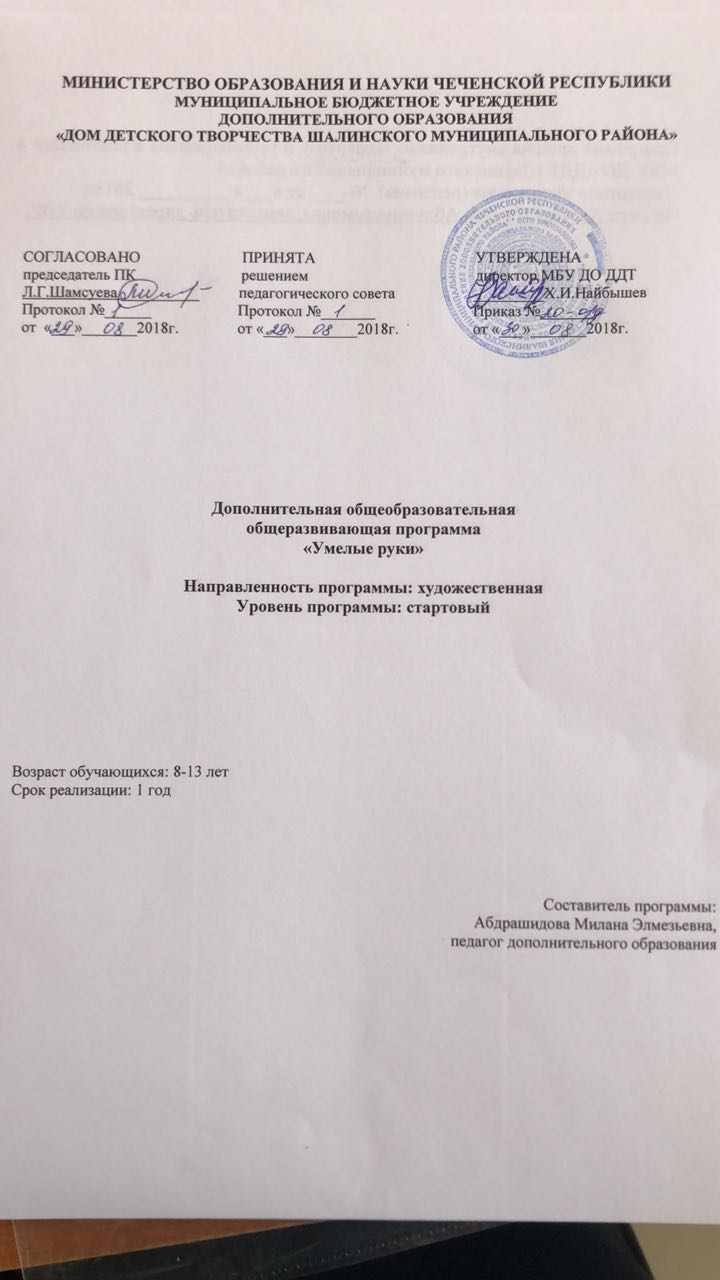 МИНИСТЕРСТВО ОБРАЗОВАНИЯ И НАУКИ ЧЕЧЕНСКОЙ РЕСПУБЛИКИ
МУНИЦИПАЛЬНОЕ БЮДЖЕТНОЕ УЧРЕЖДЕНИЕ
ДОПОЛНИТЕЛЬНОГО ОБРАЗОВАНИЯ
«ДОМ ДЕТСКОГО ТВОРЧЕСТВА ШАЛИНСКОГО МУНИЦИПАЛЬНОГО РАЙОНА»
СОГЛАСОВАНО
председатель ПК
Л.Г.Шамсуева
Протокол № 1
от «29» 08 2018г.
ПРИНЯТА
решением
педагогического совета
Протокол № 1
от «29» 08 2018г.
УТВЕРЖДЕНА
директор МБУ ДО ДДТ
Х.И.Найбышев
Приказ №
от «30» 08 2018г.
Дополнительная общеобразовательная
общеразвивающая программа
«Умелые руки»
Направленность программы: художественная
Уровень программы: стартовый
Возраст обучающихся: 8-13 лет
Срок реализации: 1 год
Составитель программы:
Абдрашидова Милана Элмезьевна,
педагог дополнительного образования